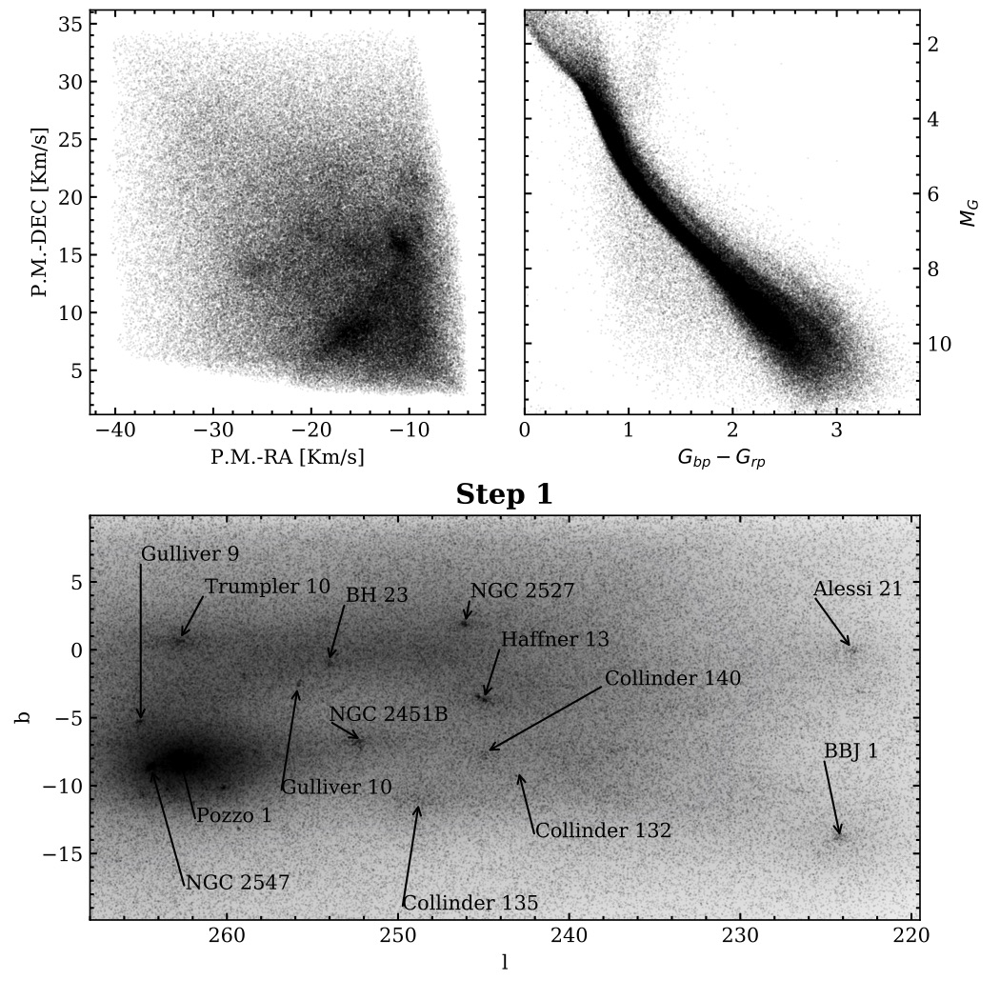 35
30
25
20
15
10
5
P.M.-DEC [Km/s]
−40
−30
−20
−10
P.M.-RA [Km/s]
2
4
6
8
10
M_G
0
1
2
3
G_bp − G_rp
Step 1
Gulliver 9
Trumpler 10
BH 23
NGC 2527
Alessi 21
Haffner 13
Collinder 140
NGC 2451B
BBJ 1
Gulliver 10
Pozzo 1
Collinder 132
NGC 2547
Collinder 135
5
0
−5
−10
−15
b
260
250
240
230
220
l